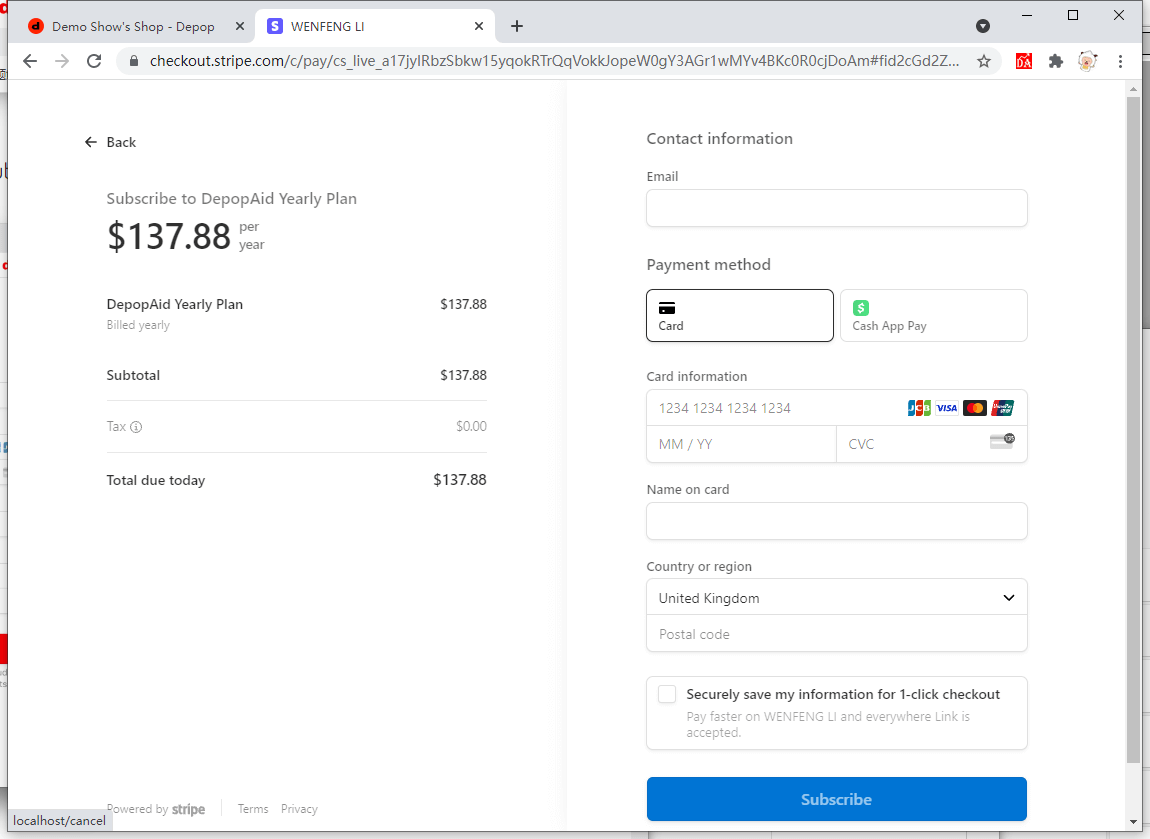 Demo Show's Shop - Depop
WENFENG LI
checkout.stripe.com/c/pay/cs_live_a17jylRbzSbkw15yqokRTrQqVokkJopeW0gY3AGr1wMYv4BKc0R0cjDoAm#fid2cGd2Z...
Back
Subscribe to DepopAid Yearly Plan
$137.88 per year
DepopAid Yearly Plan $137.88
Billed yearly
Subtotal $137.88
Tax $0.00
Total due today $137.88
Powered by stripe Terms Privacy
localhost/cancel
Contact information
Email
Payment method
Card
Cash App Pay
Card information
1234 1234 1234 1234 JCB VISA UnionPay
MM / YY CVC 135
Name on card
Country or region
United Kingdom
Postal code
Securely save my information for 1-click checkout
Pay faster on WENFENG LI and everywhere Link is
accepted.
Subscribe